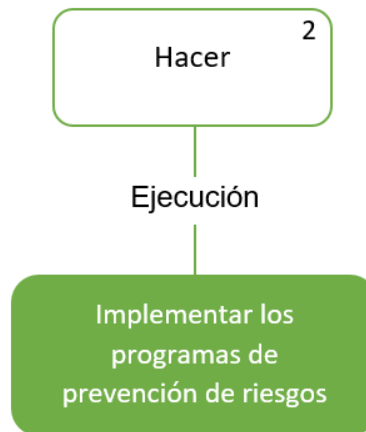 2
Hacer
Ejecución
Implementar los
programas de
prevención de riesgos